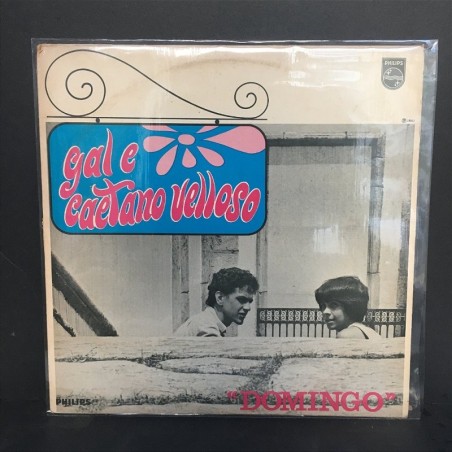 PHILIPS
gal e
caetano velloso
PHILIPS
"DOMINGO"